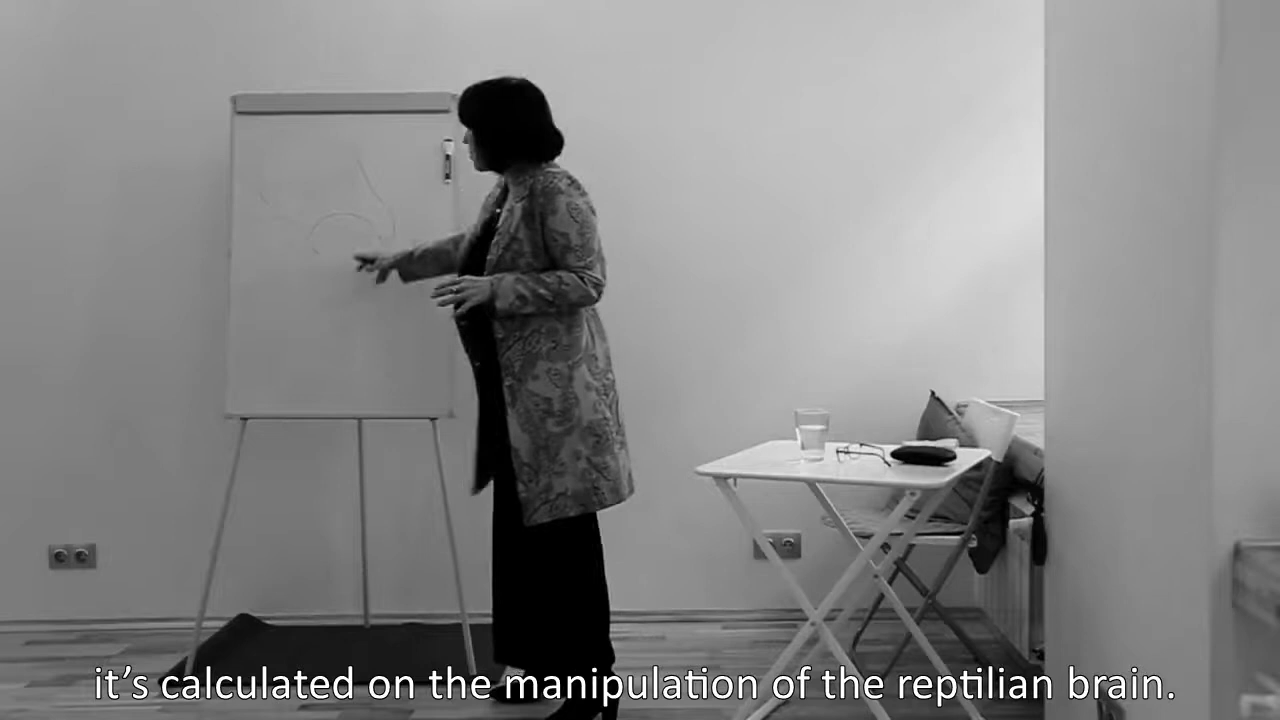 it's calculated on the manipulation of the reptilian brain.